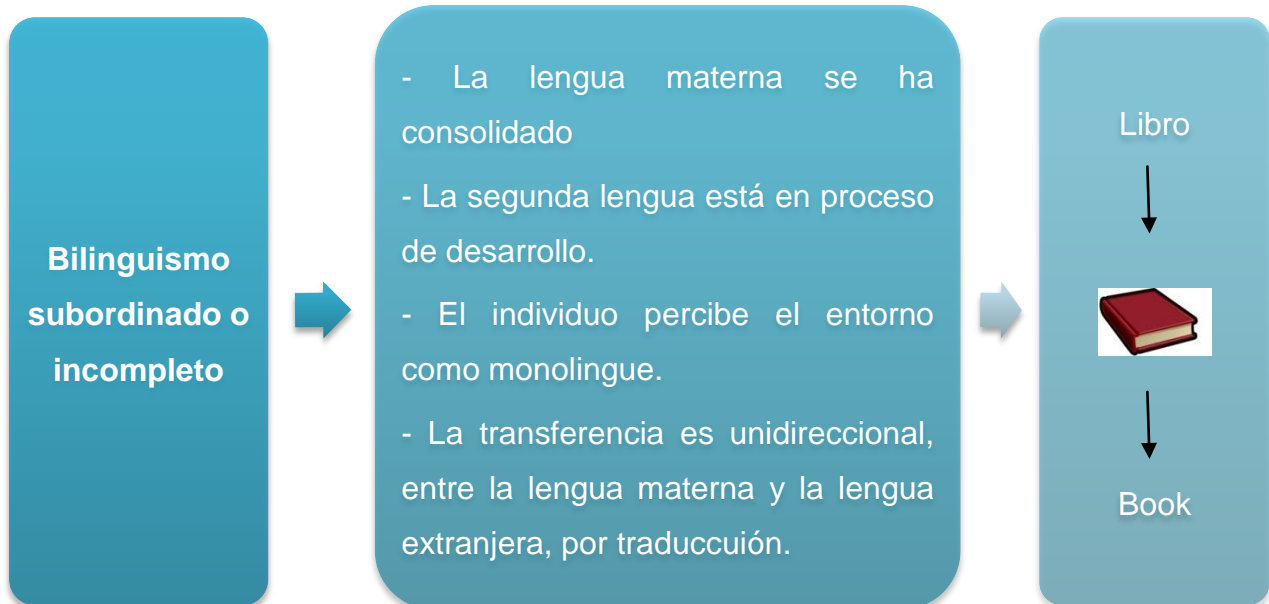 Bilinguismo
subordinado o
incompleto
- La lengua materna se ha
consolidado
- La segunda lengua está en proceso
de desarrollo.
- El individuo percibe el entorno
como monolingue.
- La transferencia es unidireccional,
entre la lengua materna y la lengua
extranjera, por traduccuión.
Libro
Book